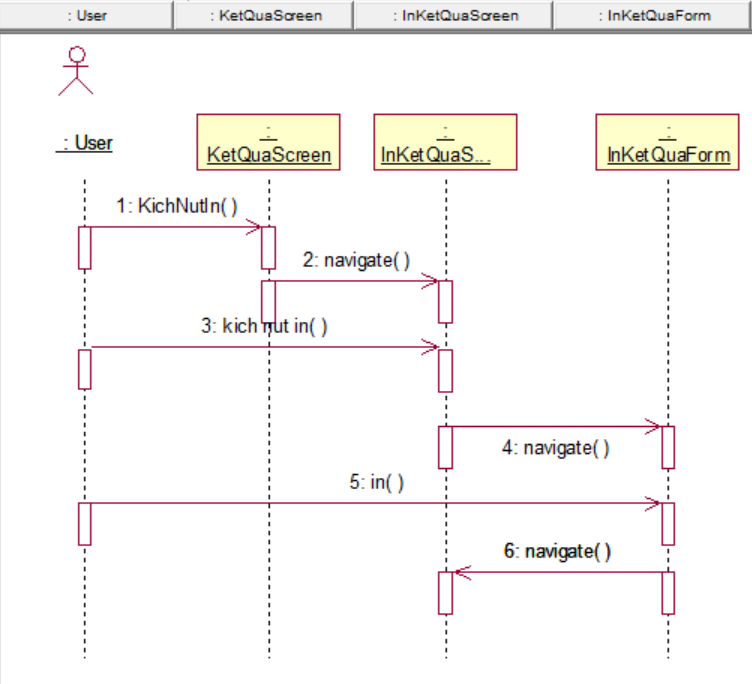 : User
: KetQuaScreen
: InKetQuaScreen
: InKetQuaForm
: User
:
KetQuaScreen
:
InKetQuaS...
:
InKetQuaForm
1: KichNutIn( )
2: navigate( )
3: kich nut in( )
4: navigate( )
5: in( )
6: navigate( )